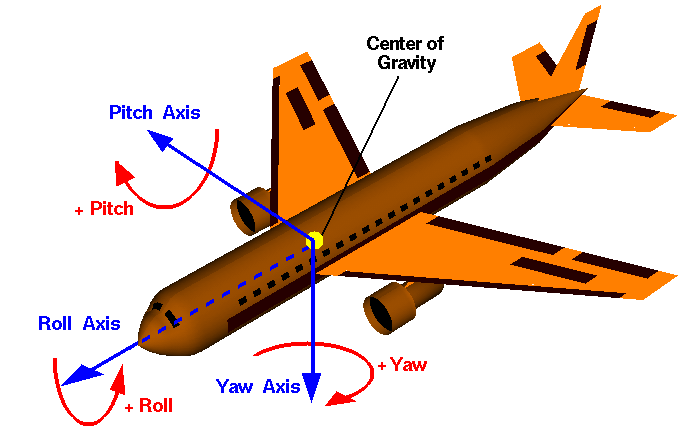 Center of
Gravity
Pitch Axis
+ Pitch
Roll Axis
+ Roll
Yaw Axis
+ Yaw